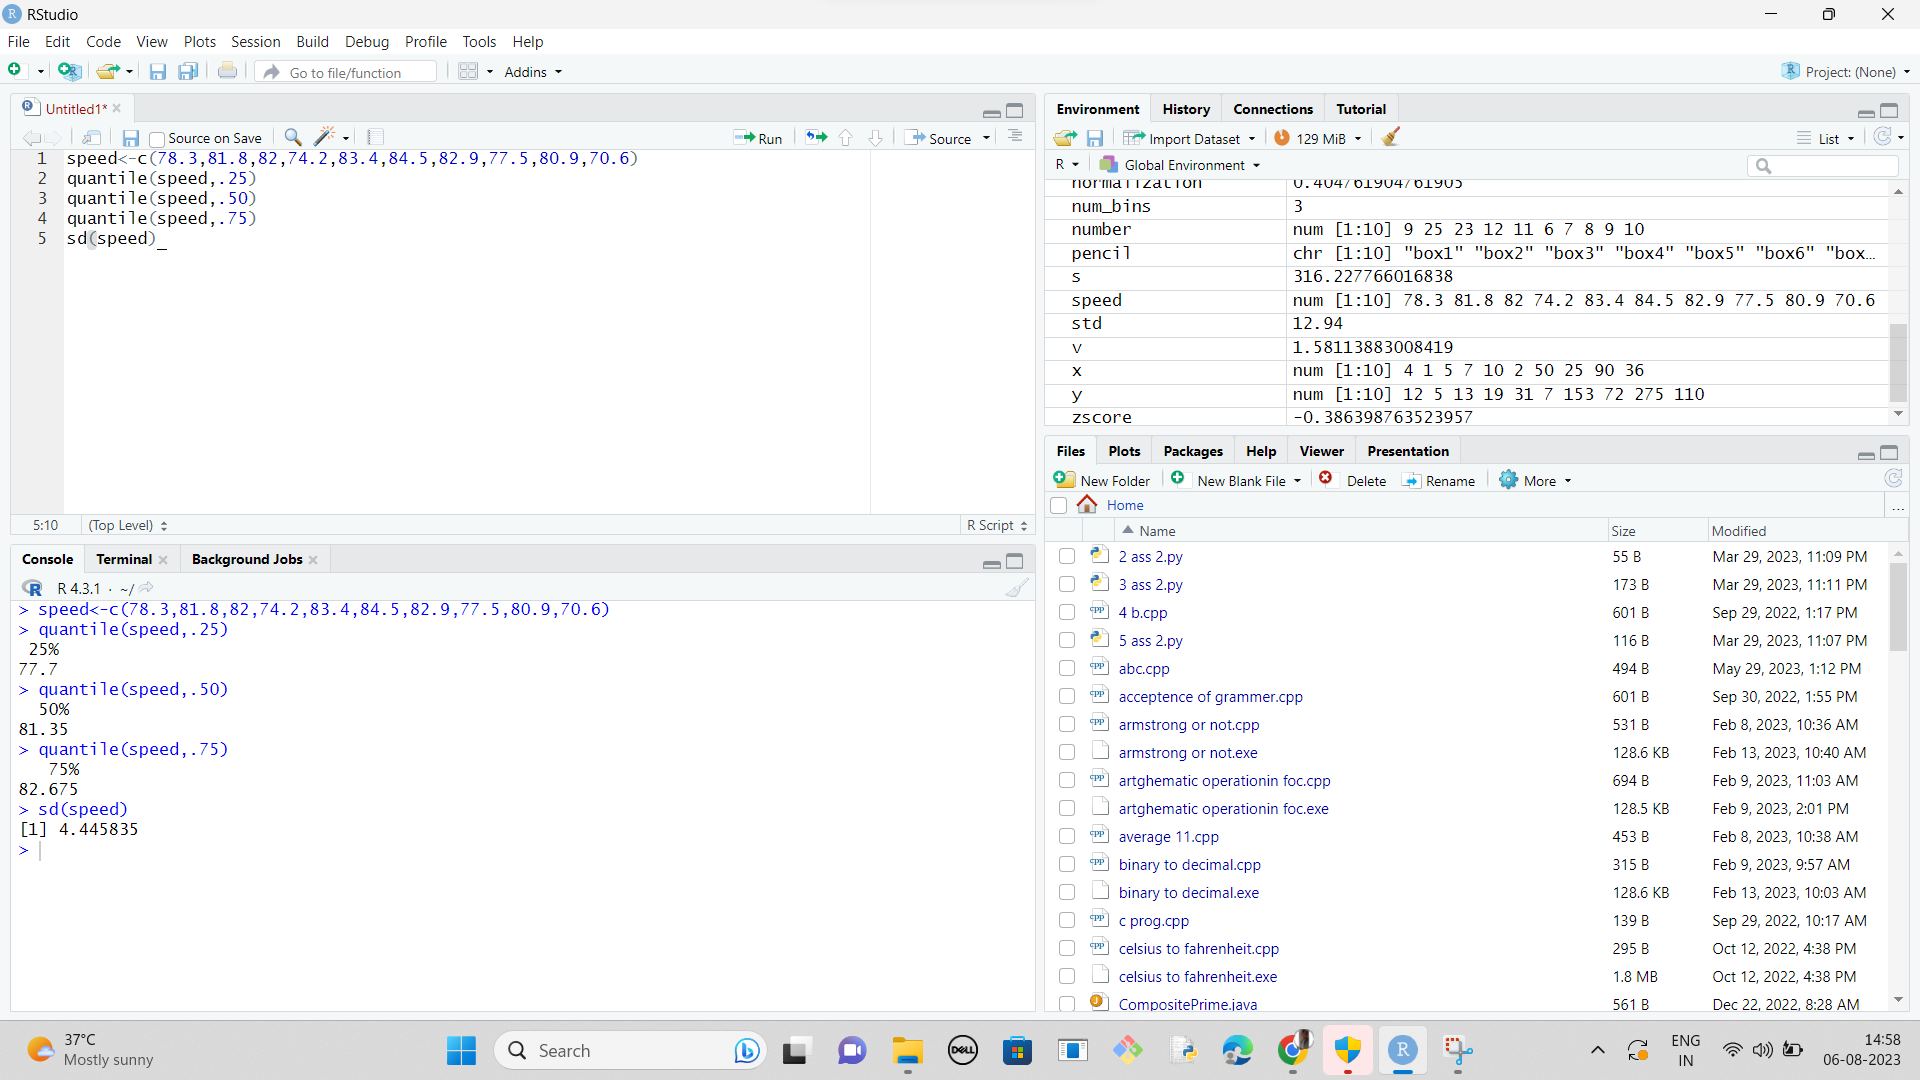 RStudio
File Edit Code View Plots Session Build Debug Profile Tools Help
Go to file/function Addins Project: (None)
Untitled1*
Source on Save Run Source
1 speed<-c(78.3,81.8,82,74.2,83.4,84.5,82.9,77.5,80.9,70.6)
2 quantile(speed,.25)
3 quantile(speed,.50)
4 quantile(speed,.75)
5 sd(speed)
5:10 (Top Level) R Script
Console Terminal Background Jobs
R 4.3.1 · ~/
> speed<-c(78.3,81.8,82,74.2,83.4,84.5,82.9,77.5,80.9,70.6)
> quantile(speed,.25)
25%
77.7
> quantile(speed,.50)
50%
81.35
> quantile(speed,.75)
75%
82.675
> sd(speed)
[1] 4.445835
>
Environment History Connections Tutorial
Import Dataset 129 MiB List
R Global Environment
normalization 0.404761904761905
num_bins 3
number num [1:10] 9 25 23 12 11 6 7 8 9 10
pencil chr [1:10] "box1" "box2" "box3" "box4" "box5" "box6" "box…
s 316.227766016838
speed num [1:10] 78.3 81.8 82 74.2 83.4 84.5 82.9 77.5 80.9 70.6
std 12.94
v 1.58113883008419
x num [1:10] 4 1 5 7 10 2 50 25 90 36
y num [1:10] 12 5 13 19 31 7 153 72 275 110
zscore -0.386398763523957
Files Plots Packages Help Viewer Presentation
New Folder New Blank File Delete Rename More
Home ...
Name Size Modified
2 ass 2.py 55 B Mar 29, 2023, 11:09 PM
3 ass 2.py 173 B Mar 29, 2023, 11:11 PM
4 b.cpp 601 B Sep 29, 2022, 1:17 PM
5 ass 2.py 116 B Mar 29, 2023, 11:07 PM
abc.cpp 494 B May 29, 2023, 1:12 PM
acceptence of grammer.cpp 601 B Sep 30, 2022, 1:55 PM
armstrong or not.cpp 531 B Feb 8, 2023, 10:36 AM
armstrong or not.exe 128.6 KB Feb 13, 2023, 10:40 AM
artghematic operationin foc.cpp 694 B Feb 9, 2023, 11:03 AM
artghematic operationin foc.exe 128.5 KB Feb 9, 2023, 2:01 PM
average 11.cpp 453 B Feb 8, 2023, 10:38 AM
binary to decimal.cpp 315 B Feb 9, 2023, 9:57 AM
binary to decimal.exe 128.6 KB Feb 13, 2023, 10:03 AM
c prog.cpp 139 B Sep 29, 2022, 10:17 AM
celsius to fahrenheit.cpp 295 B Oct 12, 2022, 4:38 PM
celsius to fahrenheit.exe 1.8 MB Oct 12, 2022, 4:38 PM
CompositePrime.java 561 B Dec 22, 2022, 8:28 AM
37°C
Mostly sunny
Search
DELL
ENG
IN
14:58
06-08-2023